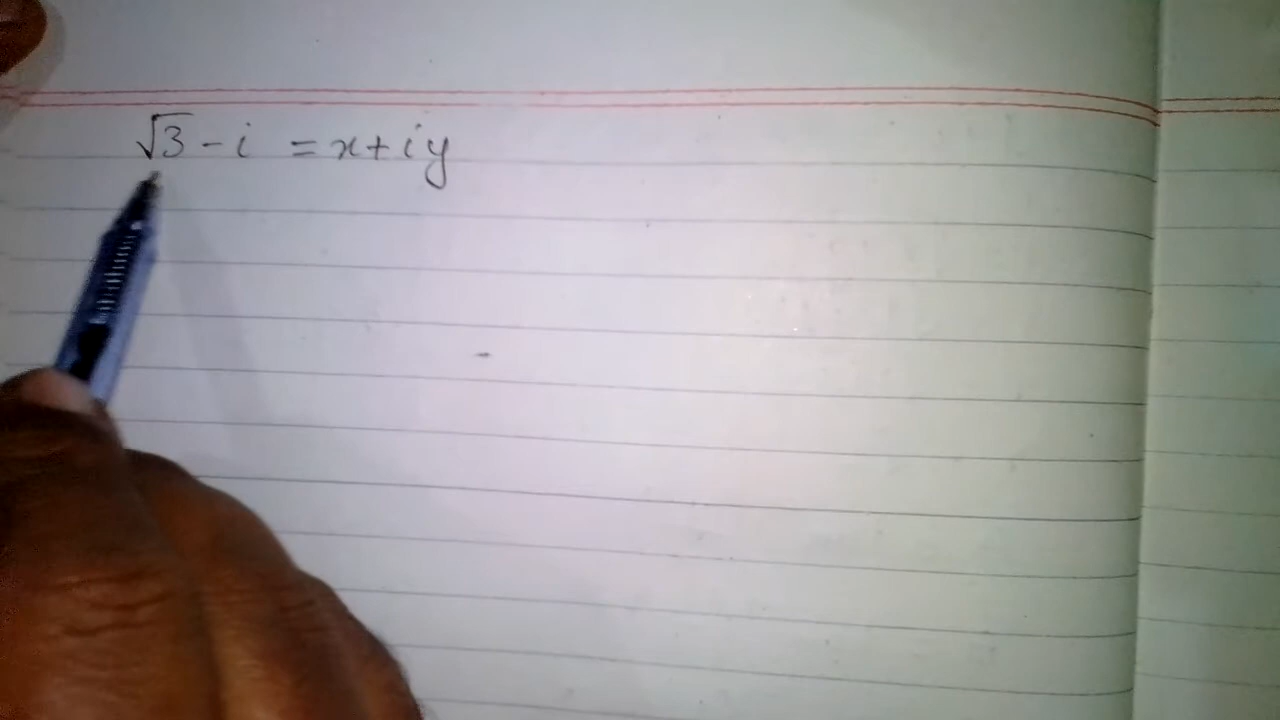 √3 - i = x + iy